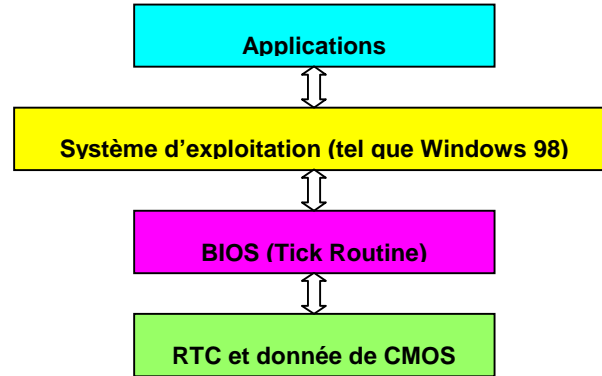 Applications
Système d'exploitation (tel que Windows 98)
BIOS (Tick Routine)
RTC et donnée de CMOS